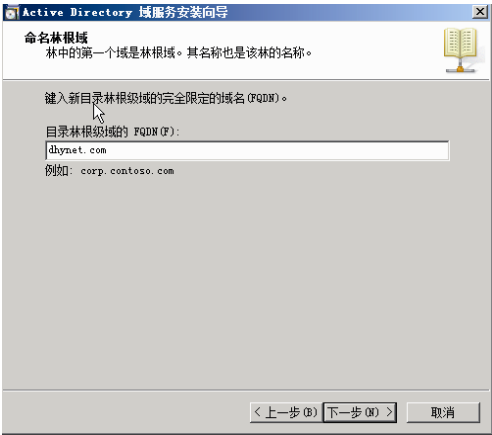 Active Directory 域服务安装向导
命名林根域
林中的第一个域是林根域。其名称也是该林的名称。
键入新目录林根级域的完全限定的域名(FQDN)。
目录林根级域的 FQDN(F):
dhynet.com
例如: corp.contoso.com
< 上一步(B) 下一步(N) > 取消